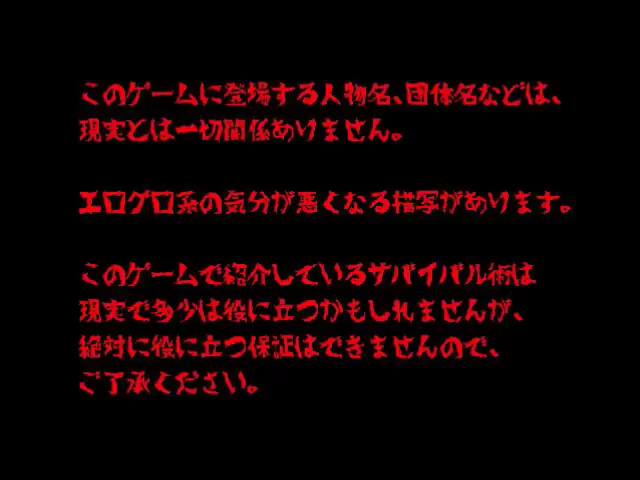 このゲームに登場する人物名、団体名などは、
現実とは一切関係ありません。
エログロ系の気分が悪くなる描写があります。
このゲームで紹介しているサバイバル術は
現実で多少は役に立つかもしれませんが、
絶対に役に立つ保証はできませんので、
ご了承ください。